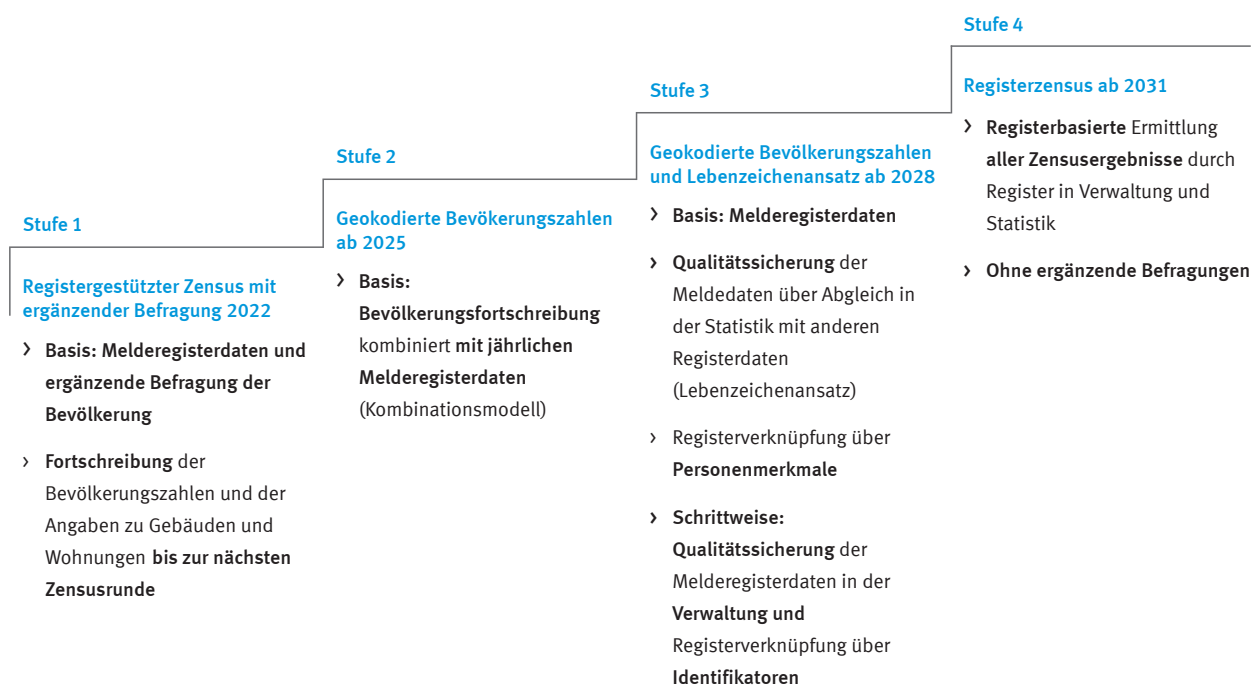 Stufe 1
Registergestützter Zensus mit
ergänzender Befragung 2022
› Basis: Melderegisterdaten und
ergänzende Befragung der
Bevölkerung
› Fortschreibung der
Bevölkerungszahlen und der
Angaben zu Gebäuden und
Wohnungen bis zur nächsten
Zensusrunde
Stufe 2
Geokodierte Bevökerungszahlen
ab 2025
› Basis:
Bevölkerungsfortschreibung
kombiniert mit jährlichen
Melderegisterdaten
(Kombinationsmodell)
Stufe 3
Geokodierte Bevölkerungszahlen
und Lebenzeichenansatz ab 2028
› Basis: Melderegisterdaten
› Qualitätssicherung der
Meldedaten über Abgleich in
der Statistik mit anderen
Registerdaten
(Lebenzeichenansatz)
› Registerverknüpfung über
Personenmerkmale
› Schrittweise:
Qualitätssicherung der
Melderegisterdaten in der
Verwaltung und
Registerverknüpfung über
Identifikatoren
Stufe 4
Registerzensus ab 2031
› Registerbasierte Ermittlung
aller Zensusergebnisse durch
Register in Verwaltung und
Statistik
› Ohne ergänzende Befragungen